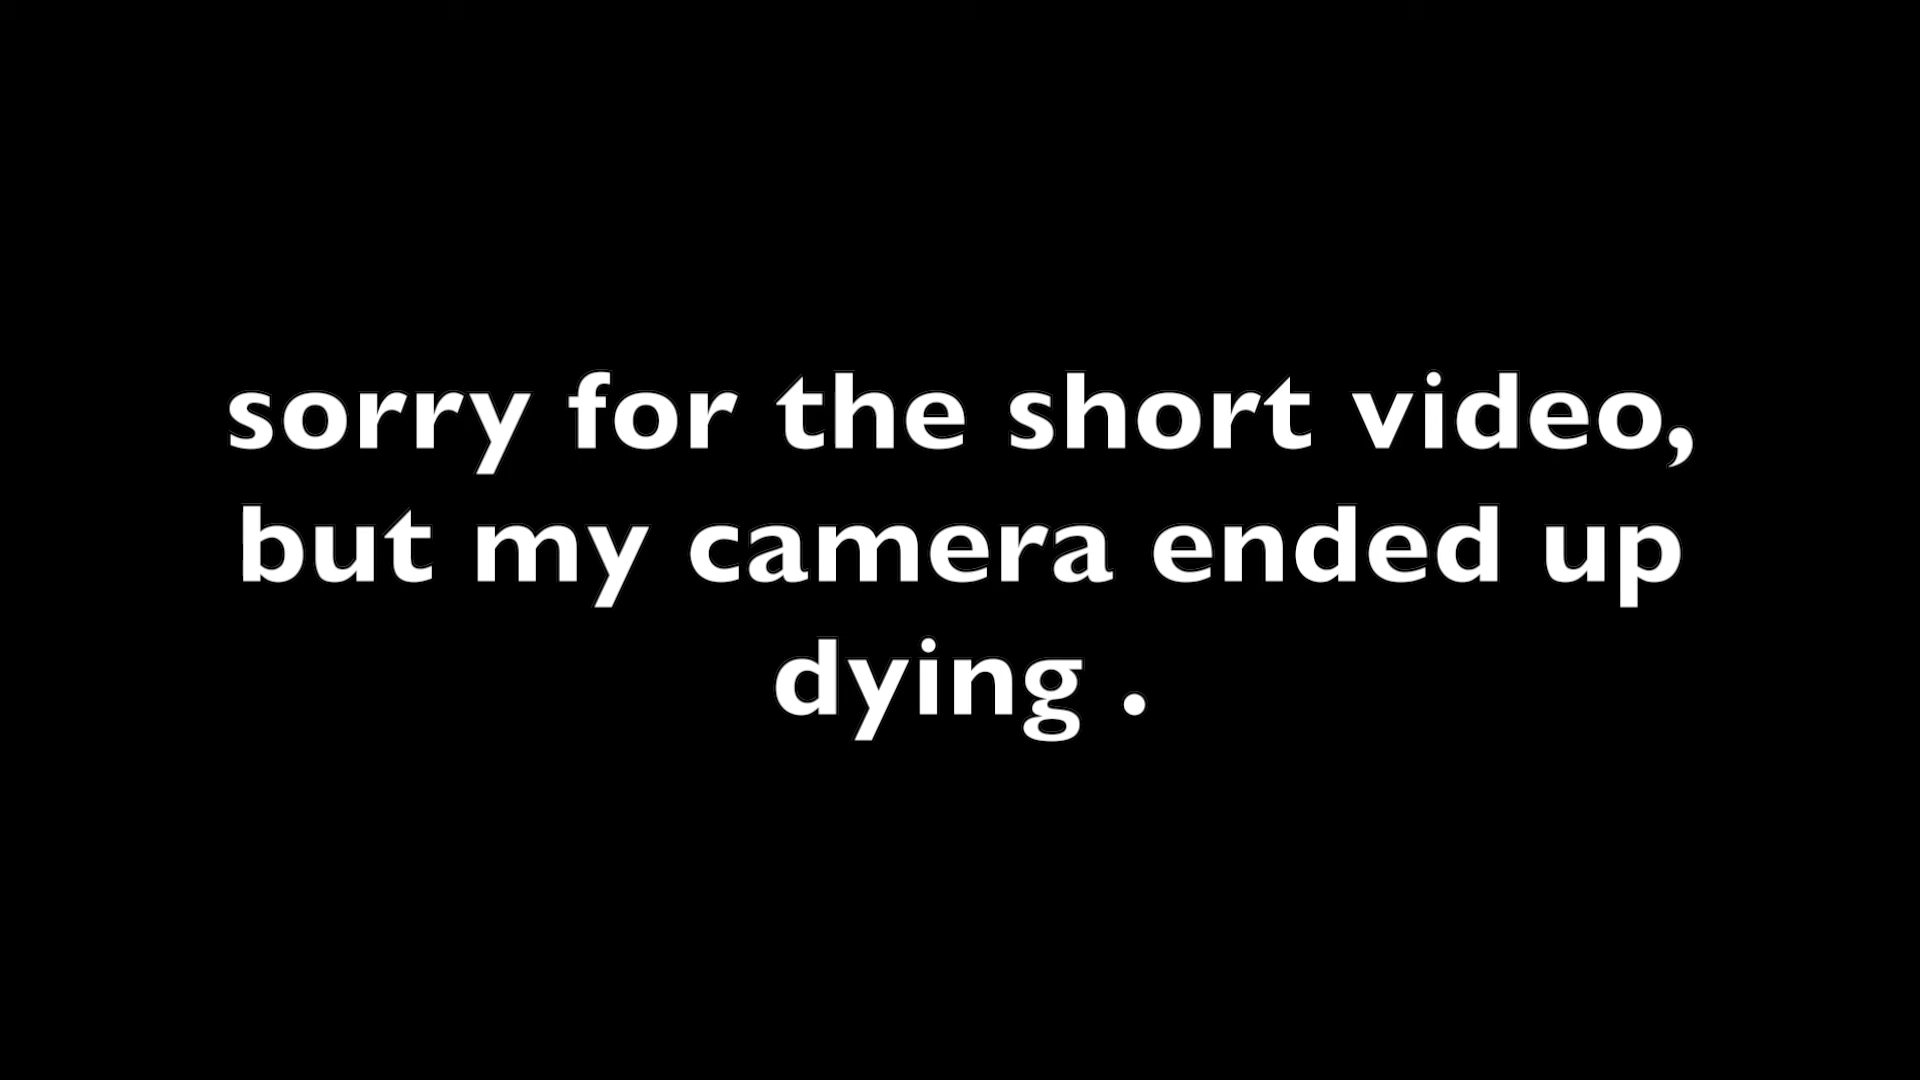 sorry for the short video,
but my camera ended up
dying .